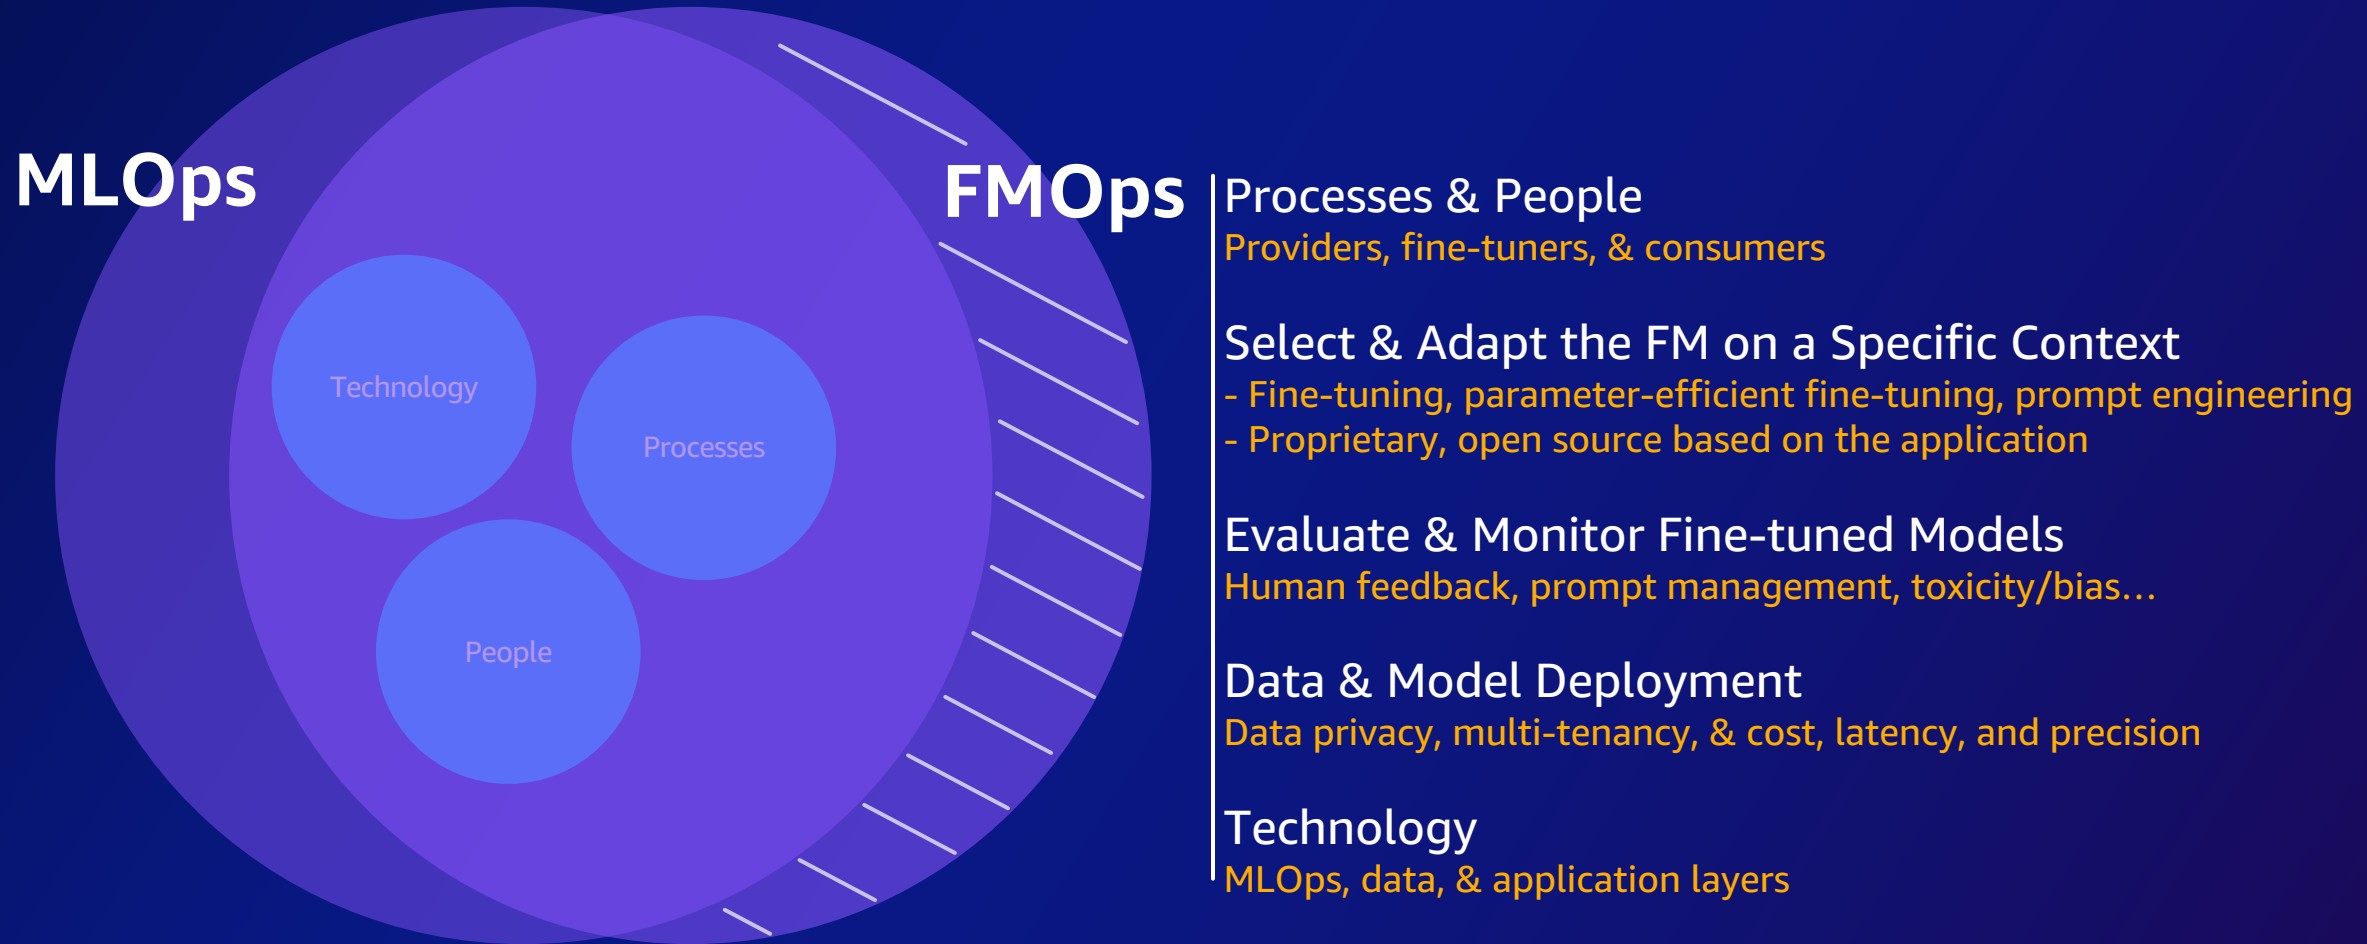 MLOps
FMOps
Technology
Processes
People
Processes & People
Providers, fine-tuners, & consumers
Select & Adapt the FM on a Specific Context
- Fine-tuning, parameter-efficient fine-tuning, prompt engineering
- Proprietary, open source based on the application
Evaluate & Monitor Fine-tuned Models
Human feedback, prompt management, toxicity/bias...
Data & Model Deployment
Data privacy, multi-tenancy, & cost, latency, and precision
Technology
MLOps, data, & application layers